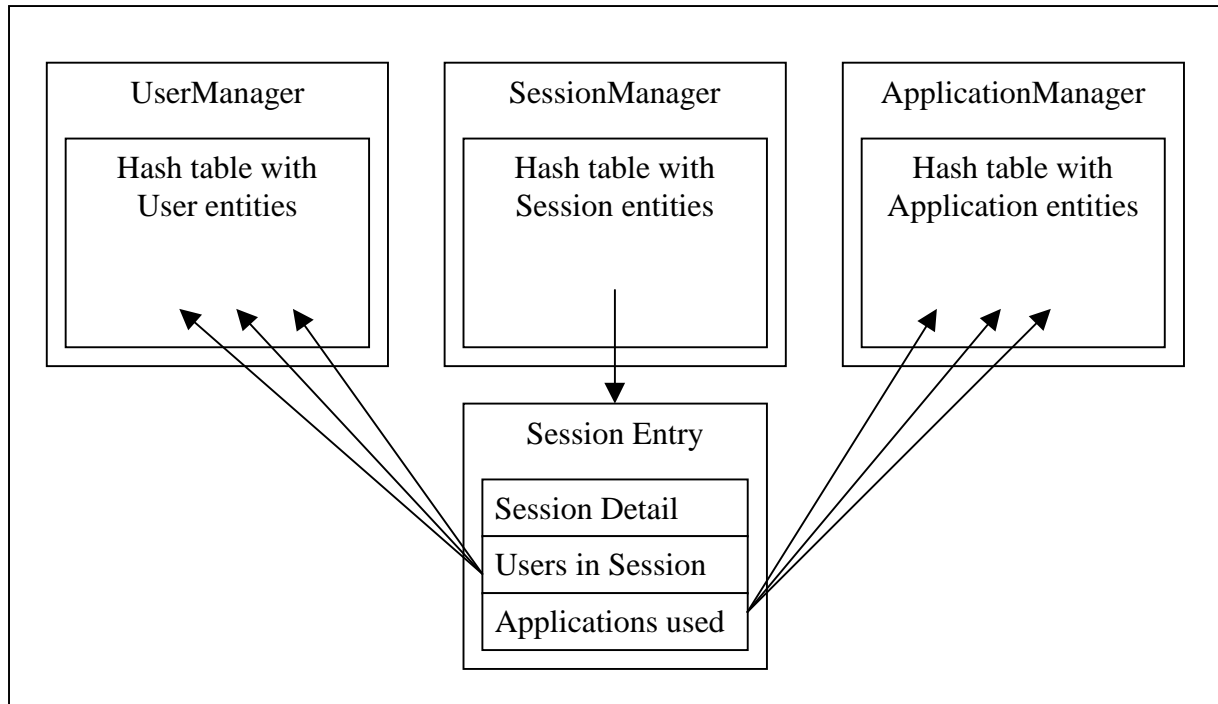 UserManager
Hash table with
User entities
SessionManager
Hash table with
Session entities
ApplicationManager
Hash table with
Application entities
Session Entry
Session Detail
Users in Session
Applications used